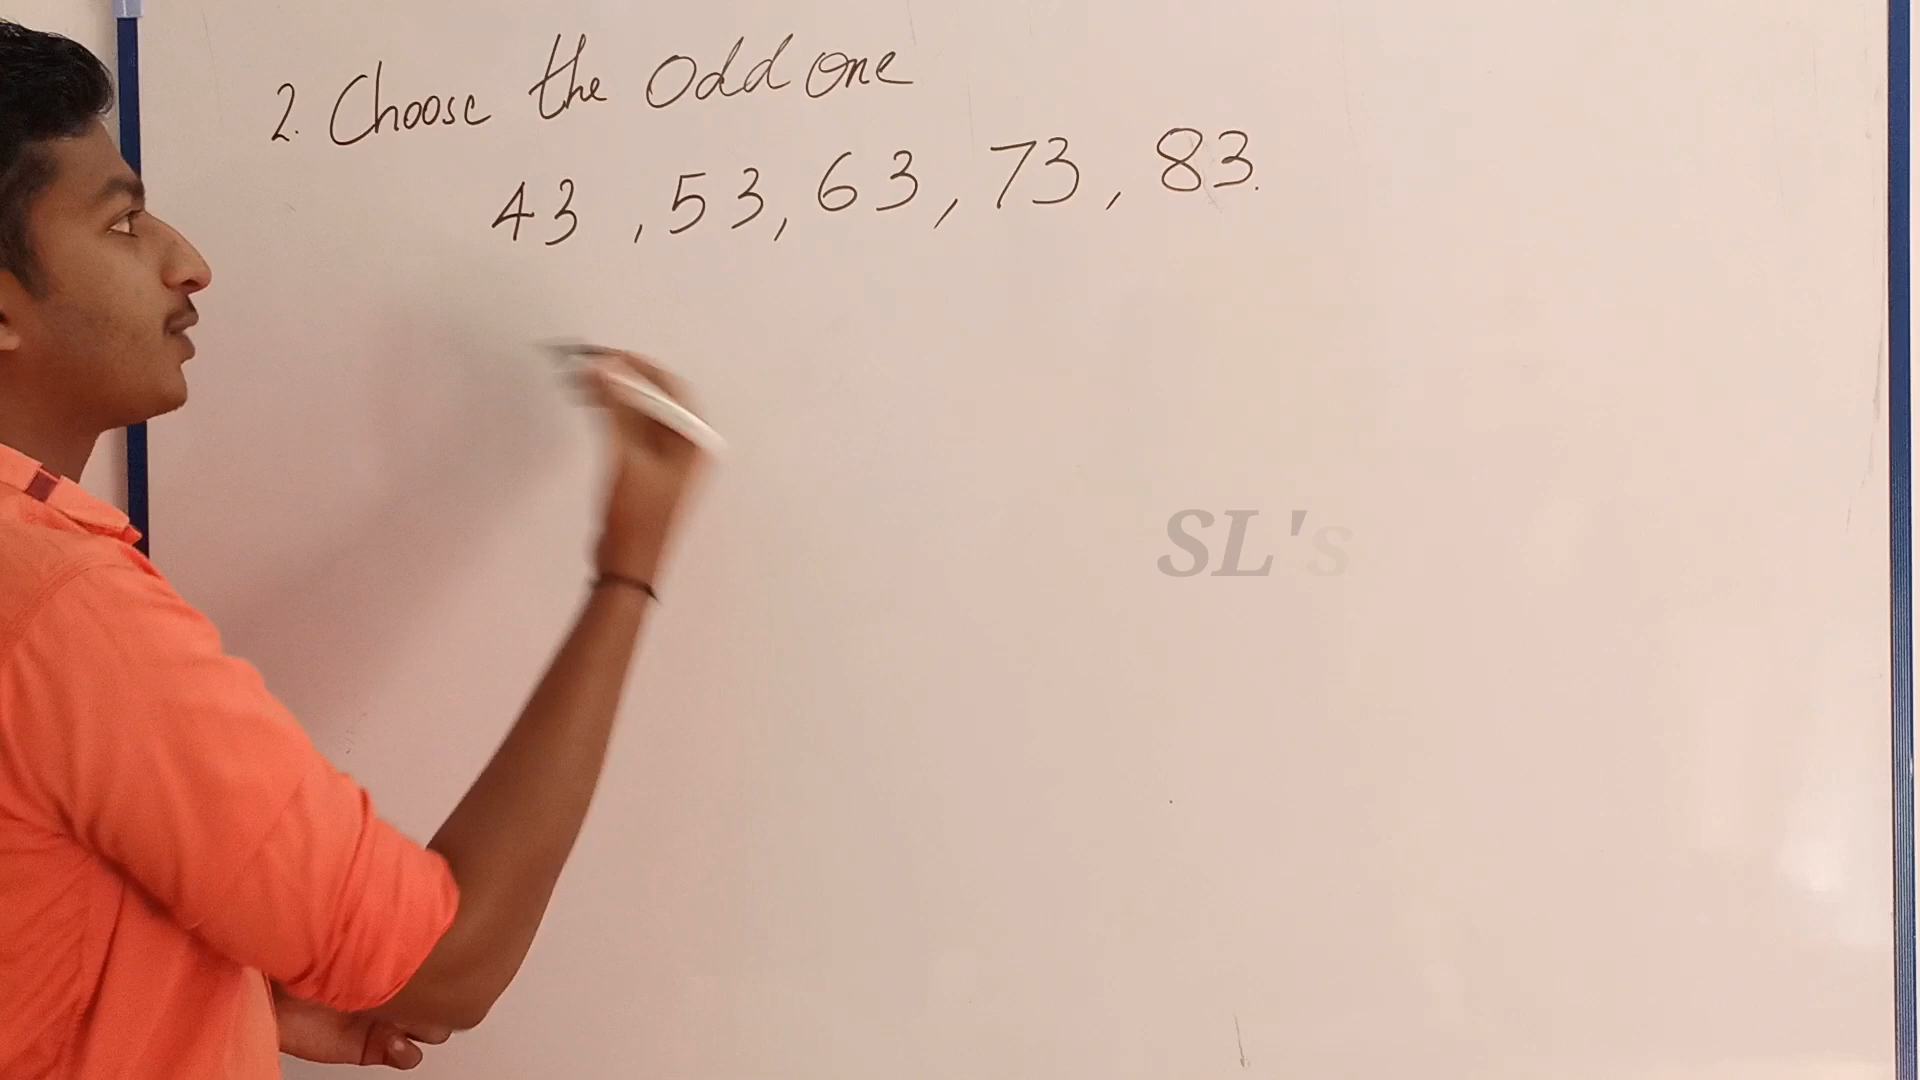 2. Choose the Odd One
43, 53, 63, 73, 83.
SL's